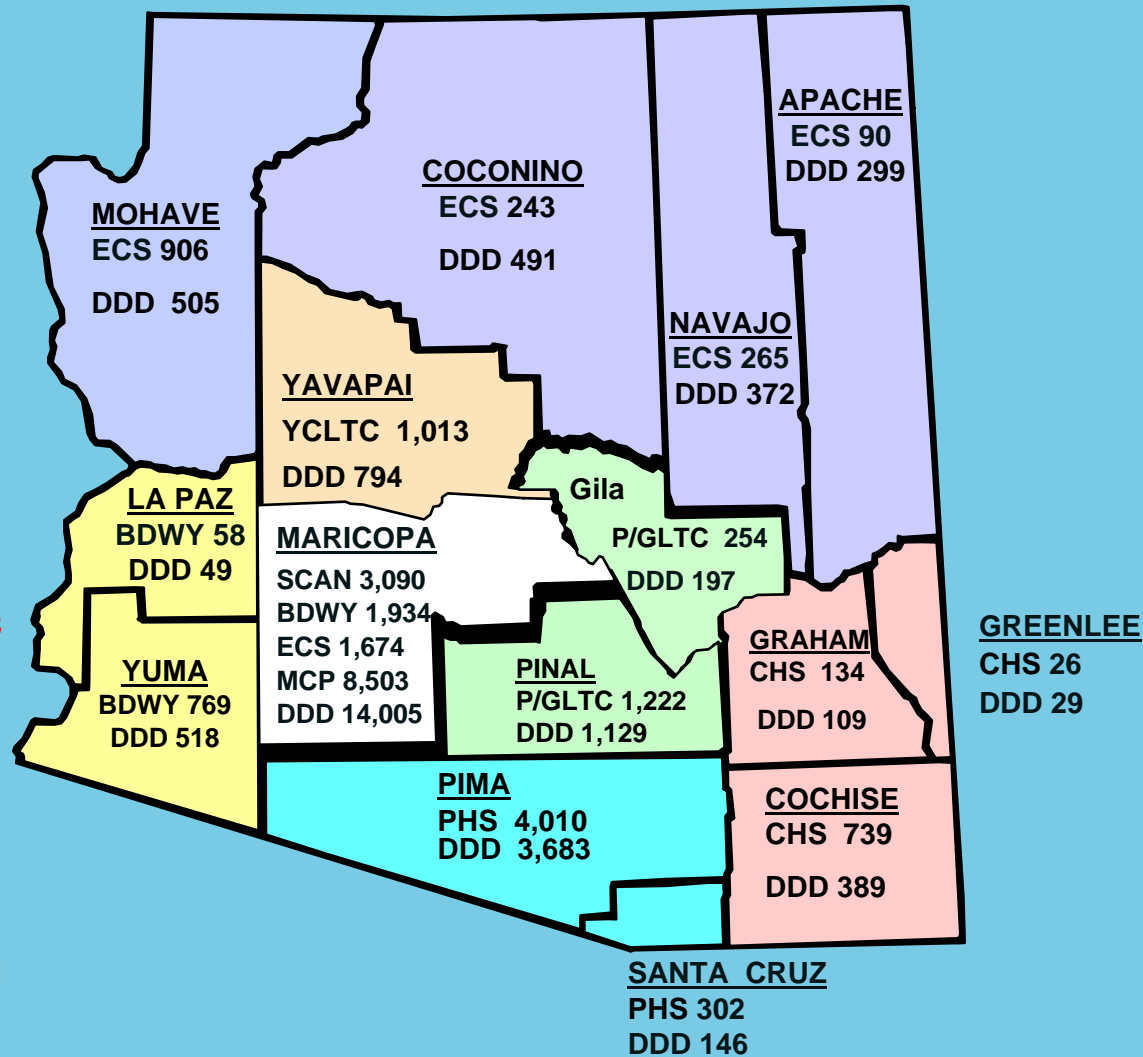 APACHE
ECS 90
DDD 299
COCONINO
ECS 243
DDD 491
MOHAVE
ECS 906
DDD 505
NAVAJO
ECS 265
DDD 372
YAVAPAI
YCLTC 1,013
DDD 794
Gila
P/GLTC 254
DDD 197
LA PAZ
BDWY 58
DDD 49
MARICOPA
SCAN 3,090
BDWY 1,934
ECS 1,674
MCP 8,503
DDD 14,005
YUMA
BDWY 769
DDD 518
PINAL
P/GLTC 1,222
DDD 1,129
GRAHAM
CHS 134
DDD 109
GREENLEE
CHS 26
DDD 29
PIMA
PHS 4,010
DDD 3,683
COCHISE
CHS 739
DDD 389
SANTA CRUZ
PHS 302
DDD 146